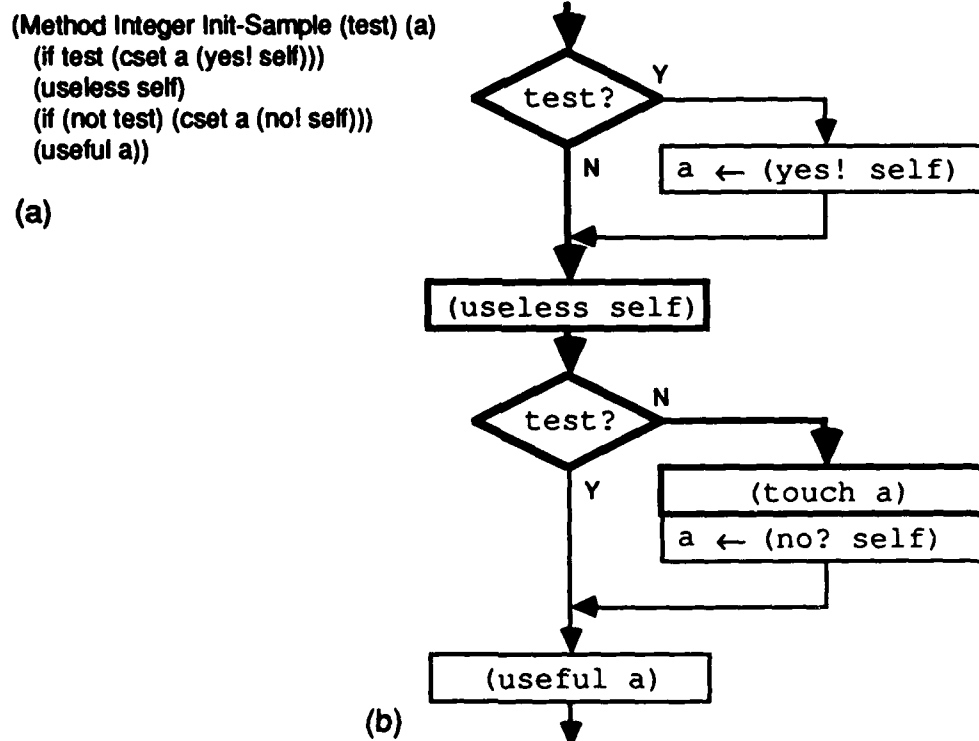 (Method Integer Init-Sample (test) (a)
(if test (cset a (yes! self)))
(useless self)
(if (not test) (cset a (no! self)))
(useful a))
(a)
test?
Y
N
a ← (yes! self)
(useless self)
test?
N
Y
(touch a)
a ← (no? self)
(useful a)
(b)